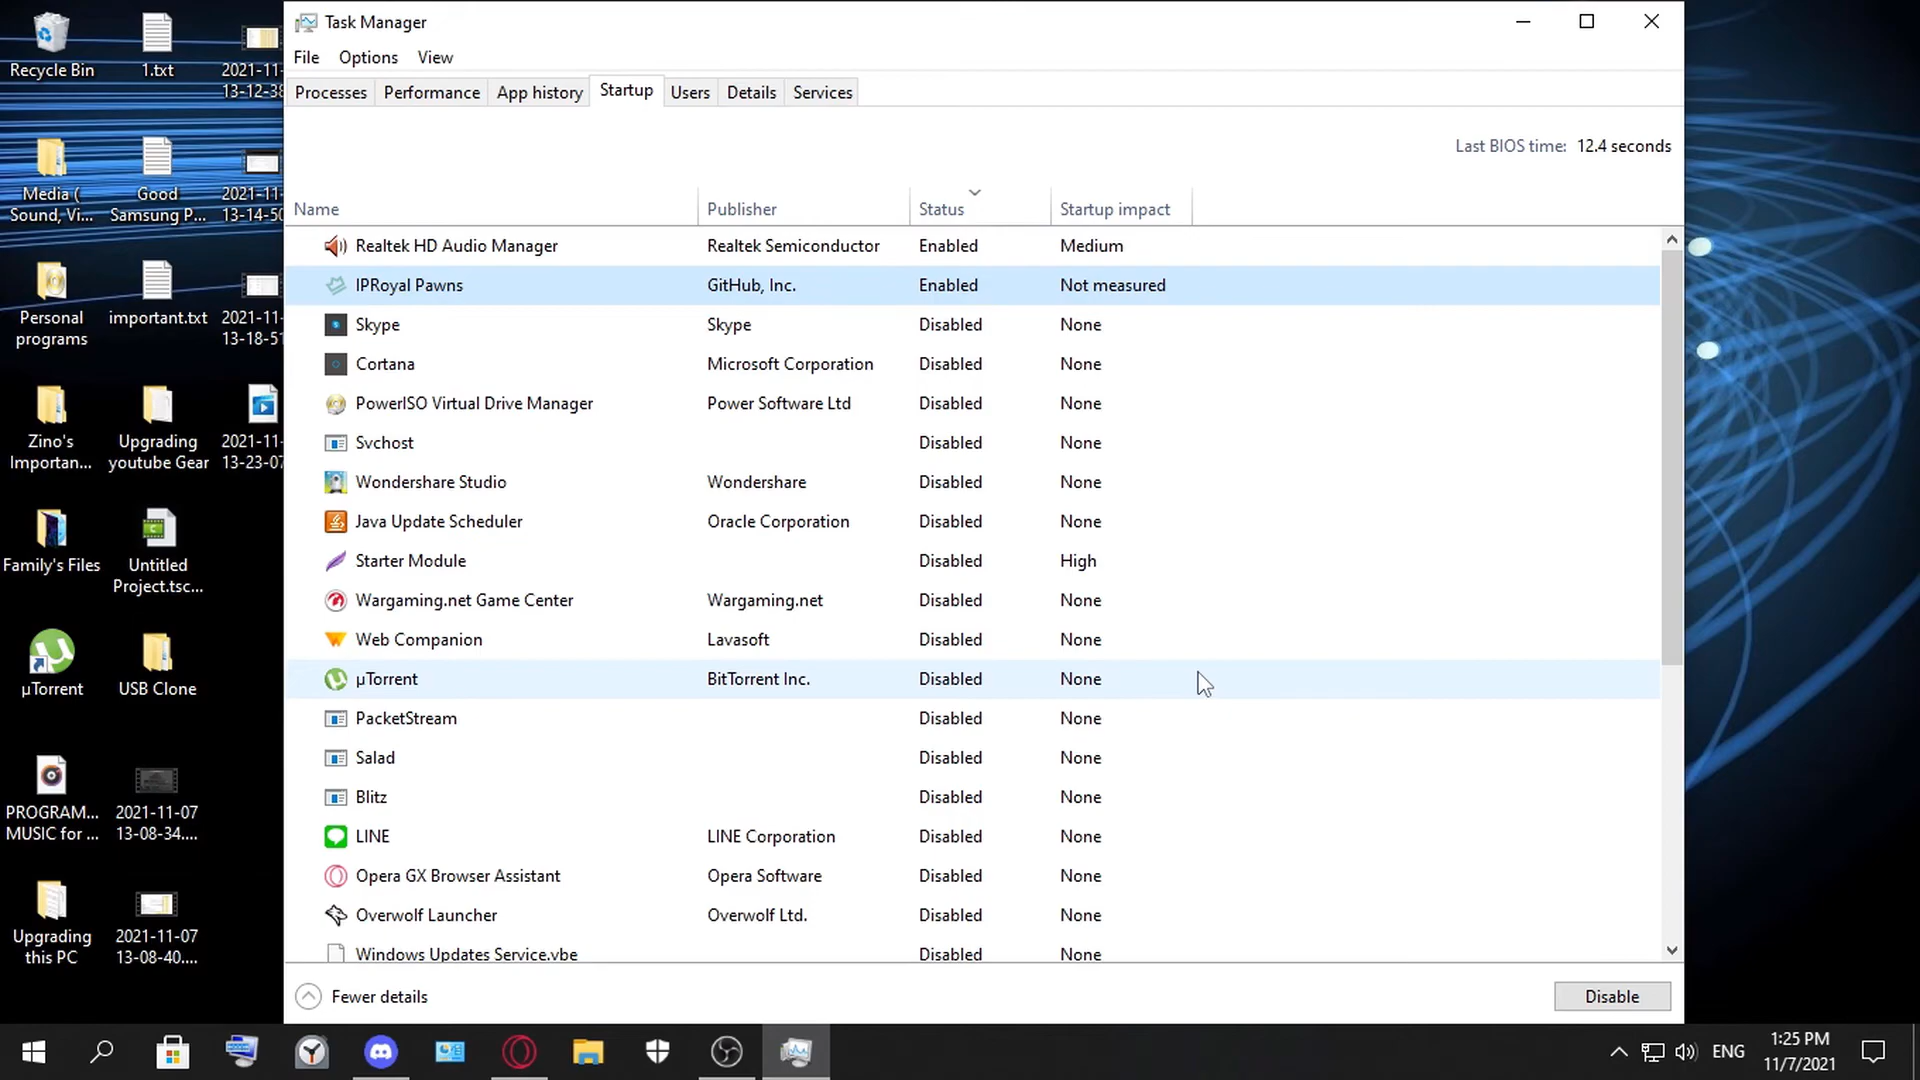 Task Manager
File Options View
Processes Performance App history Startup Users Details Services
Last BIOS time: 12.4 seconds
Name Publisher Status Startup impact
Realtek HD Audio Manager Realtek Semiconductor Enabled Medium
IPRoyal Pawns GitHub, Inc. Enabled Not measured
Skype Skype Disabled None
Cortana Microsoft Corporation Disabled None
PowerISO Virtual Drive Manager Power Software Ltd Disabled None
Svchost Disabled None
Wondershare Studio Wondershare Disabled None
Java Update Scheduler Oracle Corporation Disabled None
Starter Module Disabled High
Wargaming.net Game Center Wargaming.net Disabled None
Web Companion Lavasoft Disabled None
µTorrent BitTorrent Inc. Disabled None
PacketStream Disabled None
Salad Disabled None
Blitz Disabled None
LINE LINE Corporation Disabled None
Opera GX Browser Assistant Opera Software Disabled None
Overwolf Launcher Overwolf Ltd. Disabled None
Windows Updates Service.vbe Disabled None
Fewer details Disable
Recycle Bin
1.txt
2021-11-
13-12-38
Media (
Sound, Vi...
Good
Samsung P...
2021-11-
13-14-50
Personal
programs
important.txt
2021-11-
13-18-51
Zino's
Importan...
Upgrading
youtube Gear
2021-11-
13-23-07
Family's Files
Untitled
Project.tsc...
µTorrent
USB Clone
PROGRAM...
MUSIC for ...
2021-11-07
13-08-34....
Upgrading
this PC
2021-11-07
13-08-40....
ENG
1:25 PM
11/7/2021